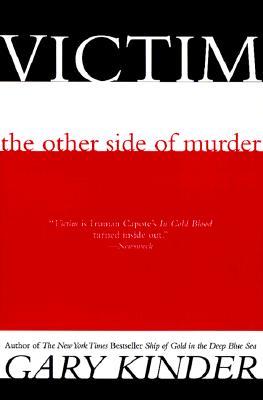 VICTIM
the other side of murder
"Victim is Truman Capote's In Cold Blood
turned inside out."
—Newsweek
Author of The New York Times Bestseller Ship of Gold in the Deep Blue Sea
GARY KINDER